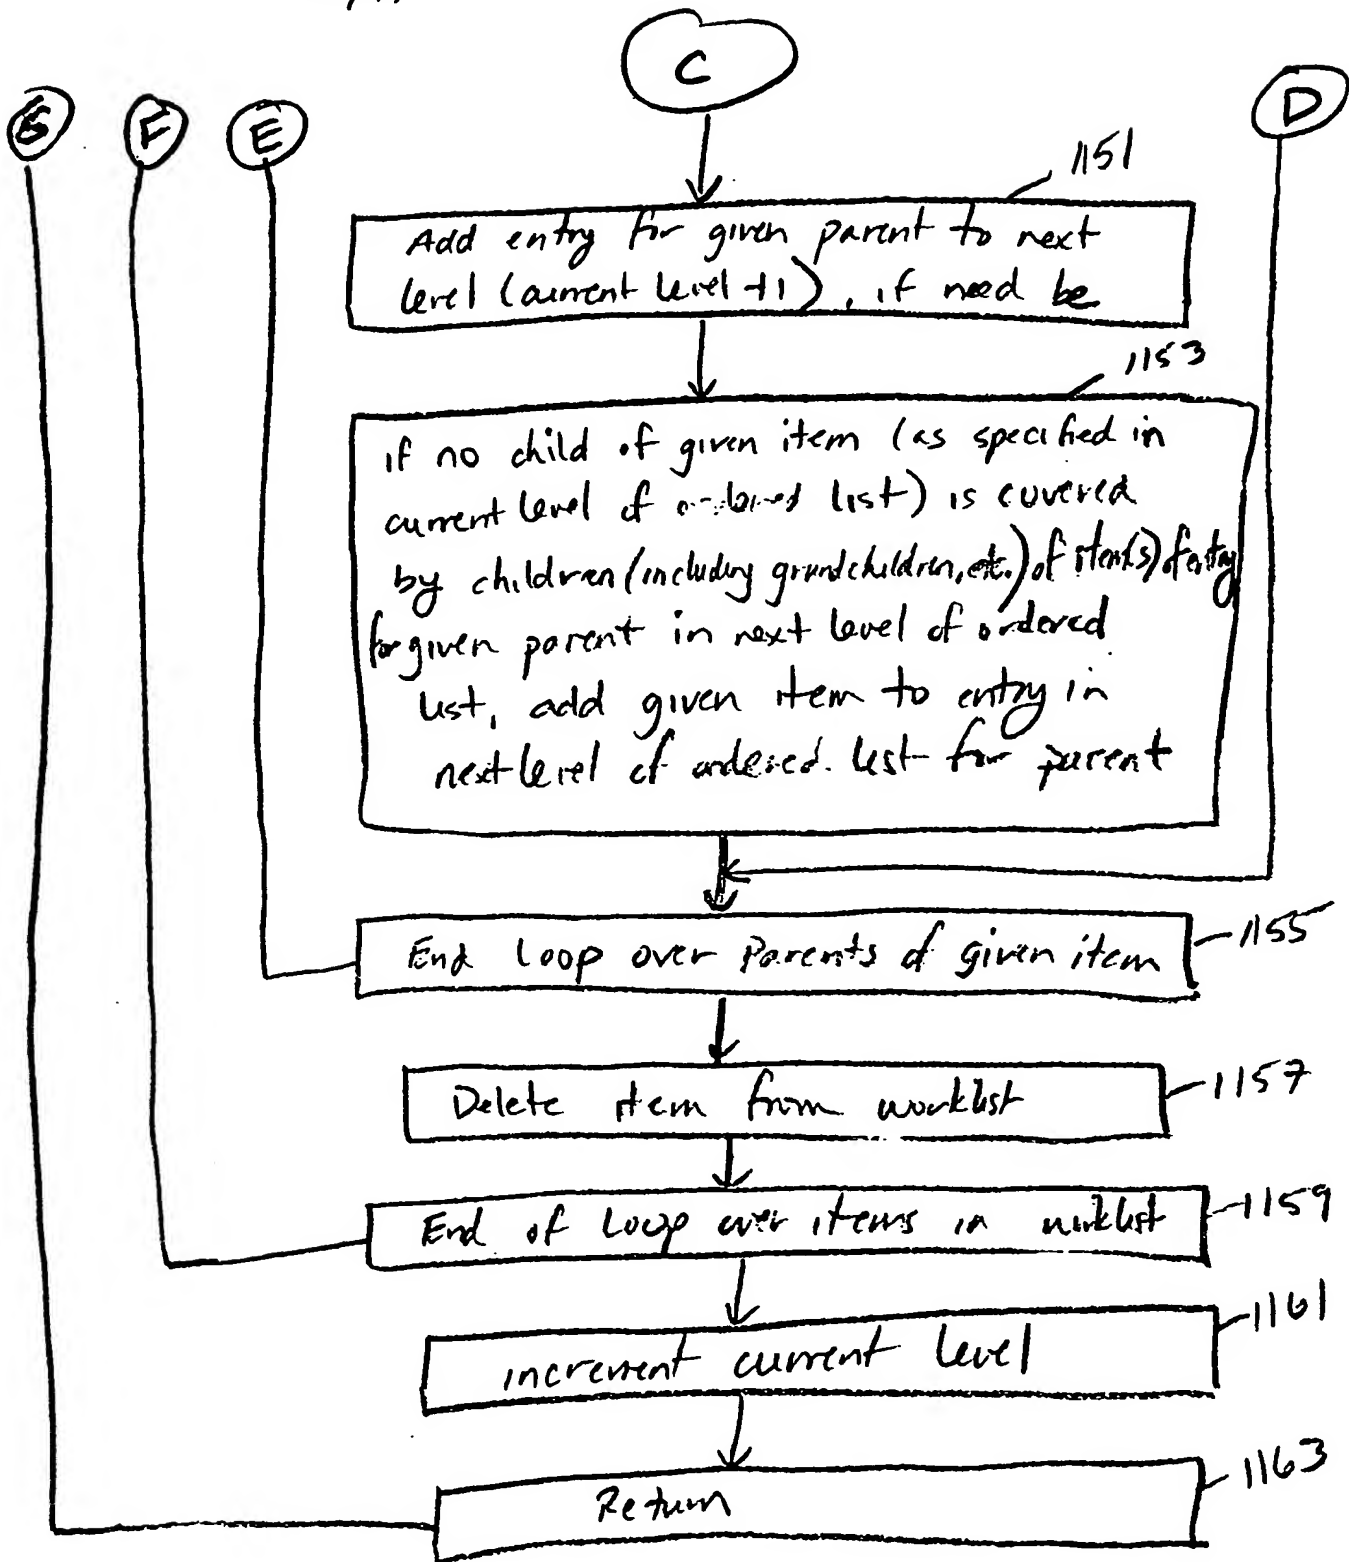 C
G
F
E
D
1151
Add entry for given parent to next
level (current level +1), if need be
1153
if no child of given item (as specified in
current level of ordered list) is covered
by children (including grandchildren, etc.) of item(s) of entry
for given parent in next level of ordered
list, add given item to entry in
next level of ordered. list for parent
End Loop over Parents of given item
1155
Delete item from worklist
1157
End of Loop over items in worklist
1159
increment current level
1161
Return
1163